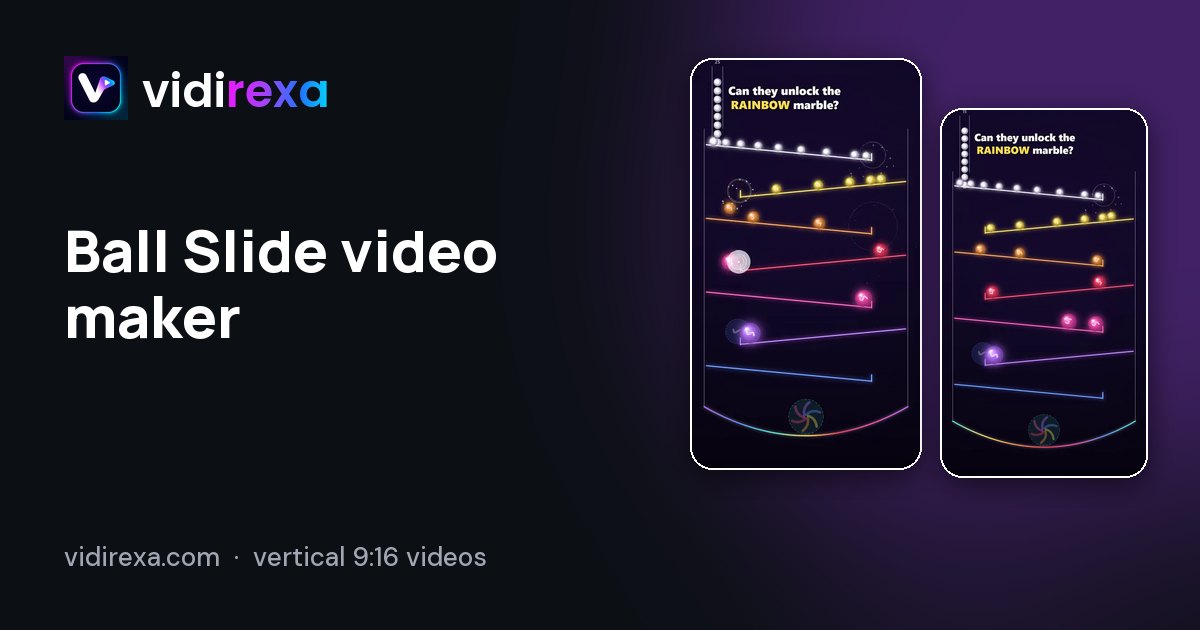 vidirexa
Ball Slide video
maker
vidirexa.com · vertical 9:16 videos
Can they unlock the
RAINBOW marble?
Can they unlock the
RAINBOW marble?